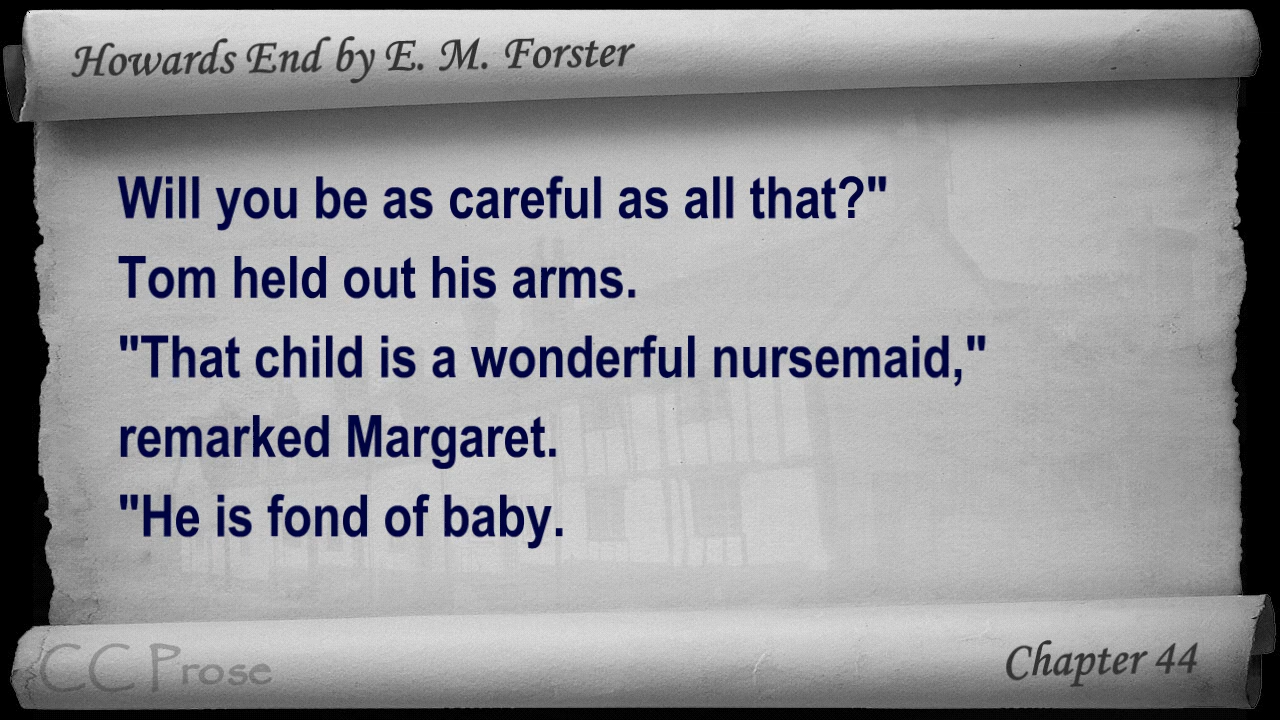 Howards End by E. M. Forster
Will you be as careful as all that?"
Tom held out his arms.
"That child is a wonderful nursemaid,"
remarked Margaret.
"He is fond of baby.
CC Prose
Chapter 44